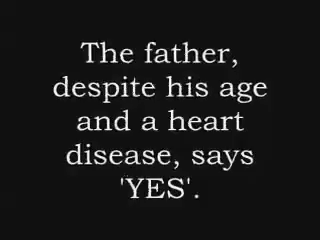 The father,
despite his age
and a heart
disease, says
'YES'.